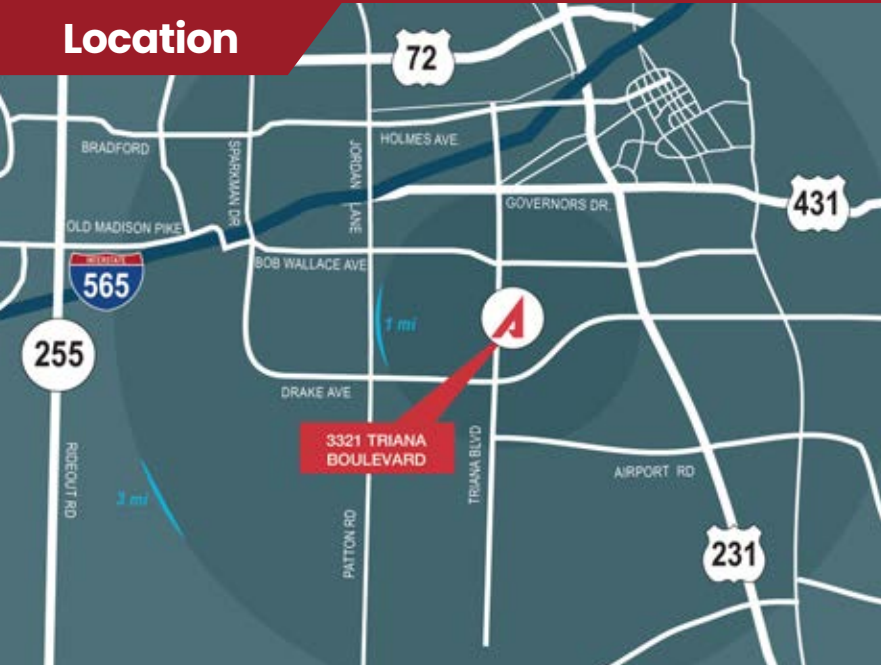 Location
72
HOLMES AVE
BRADFORD
SPARKMAN DR
JORDAN LANE
GOVERNORS DR.
431
OLD MADISON PIKE
BOB WALLACE AVE
INTERSTATE
565
1 mi
255
DRAKE AVE
3321 TRIANA
BOULEVARD
RIDEOUT RD
TRIANA BLVD
AIRPORT RD
3 mi
PATTON RD
231